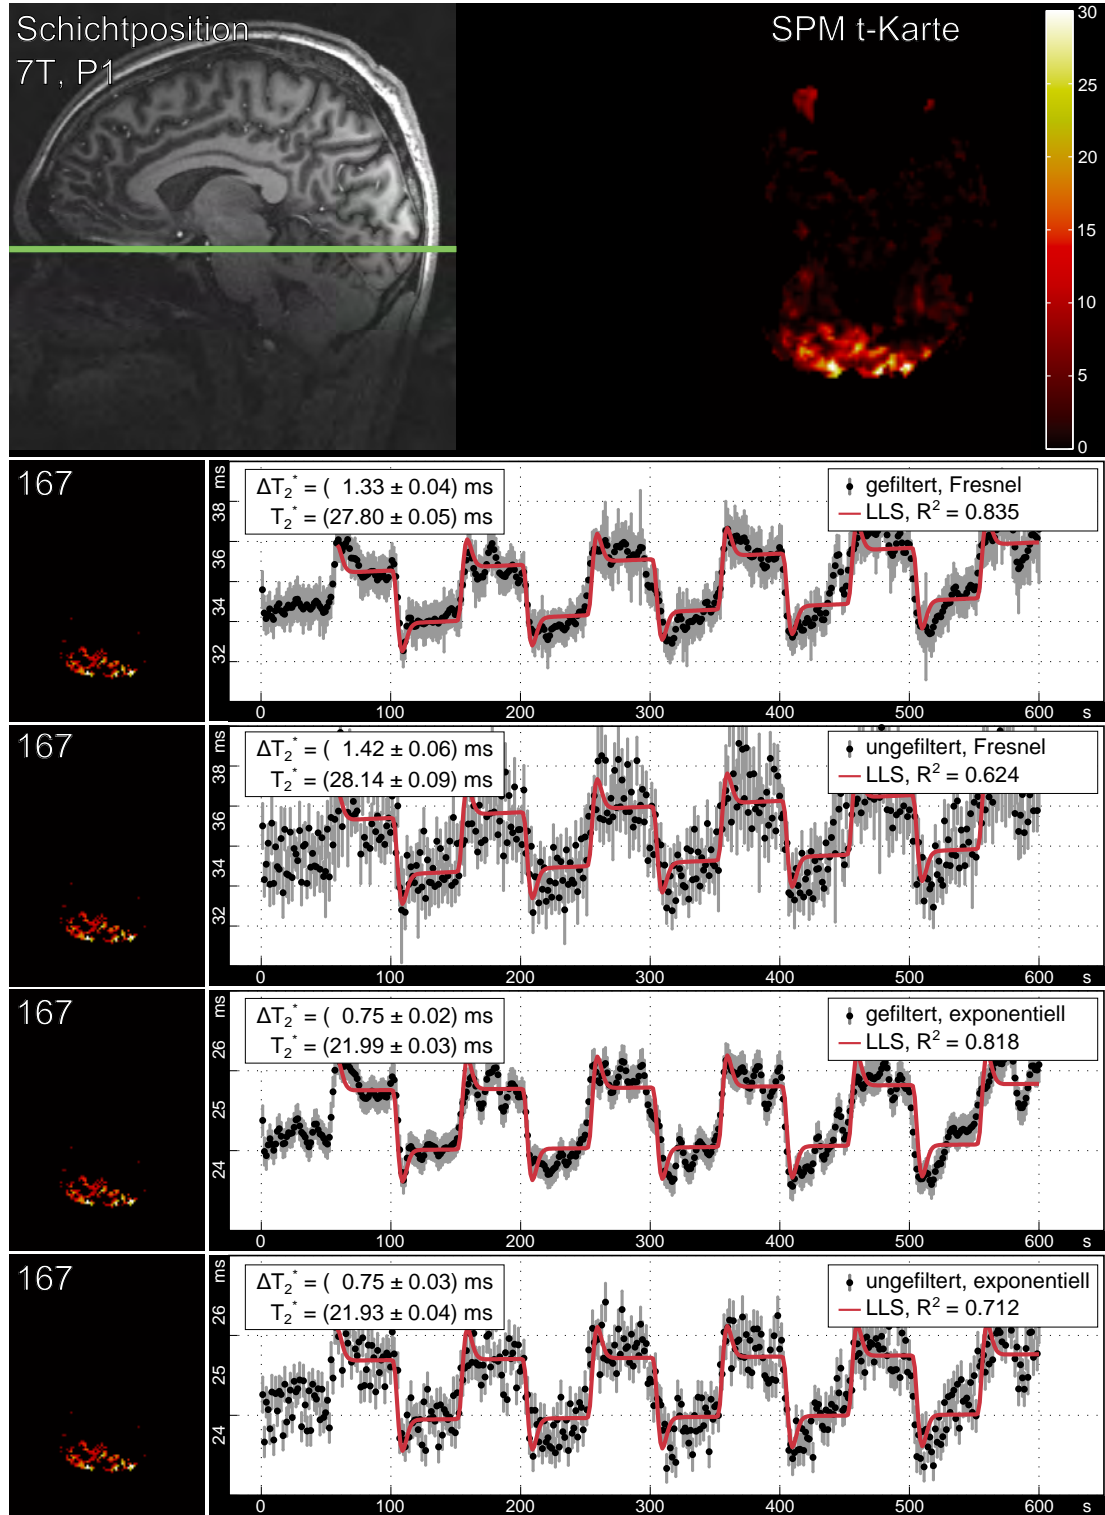 Schichtposition
7T, P1
SPM t-Karte
30
25
20
15
10
5
0
167
ms
38
36
34
32
ΔT2* = ( 1.33 ± 0.04) ms
T2* = (27.80 ± 0.05) ms
gefiltert, Fresnel
LLS, R² = 0.835
0 100 200 300 400 500 600 s
167
ms
38
36
34
32
ΔT2* = ( 1.42 ± 0.06) ms
T2* = (28.14 ± 0.09) ms
ungefiltert, Fresnel
LLS, R² = 0.624
0 100 200 300 400 500 600 s
167
ms
26
25
24
ΔT2* = ( 0.75 ± 0.02) ms
T2* = (21.99 ± 0.03) ms
gefiltert, exponentiell
LLS, R² = 0.818
0 100 200 300 400 500 600 s
167
ms
26
25
24
ΔT2* = ( 0.75 ± 0.03) ms
T2* = (21.93 ± 0.04) ms
ungefiltert, exponentiell
LLS, R² = 0.712
0 100 200 300 400 500 600 s